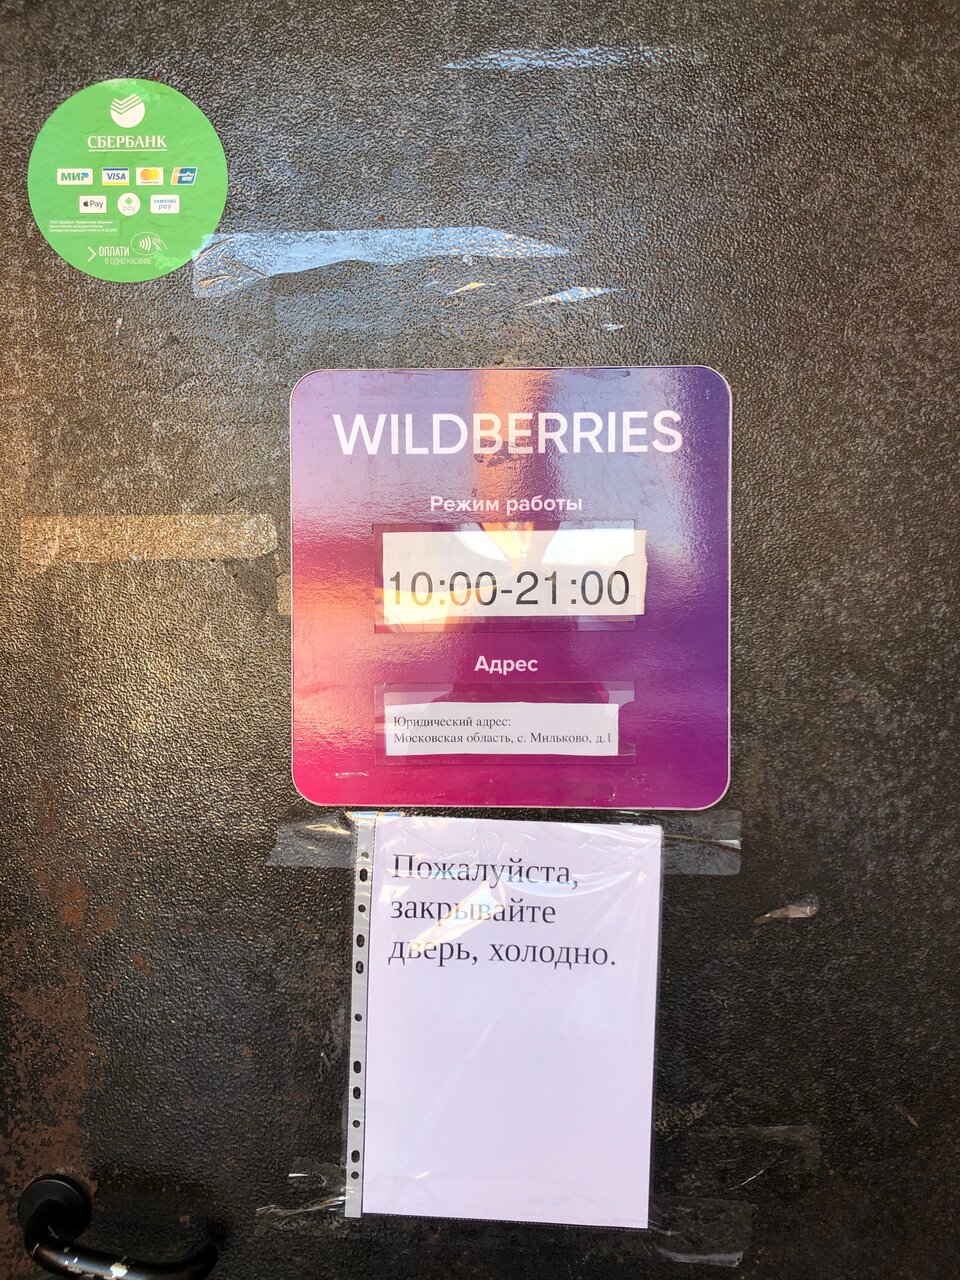 СБЕРБАНК
МИР VISA
Pay pay SAMSUNG pay
ОПЛАТИ
В ОДНО КАСАНИЕ
WILDBERRIES
Режим работы
10:00-21:00
Адрес
Юридический адрес:
Московская область, с. Мильково, д.1
Пожалуйста,
закрывайте
дверь, холодно.